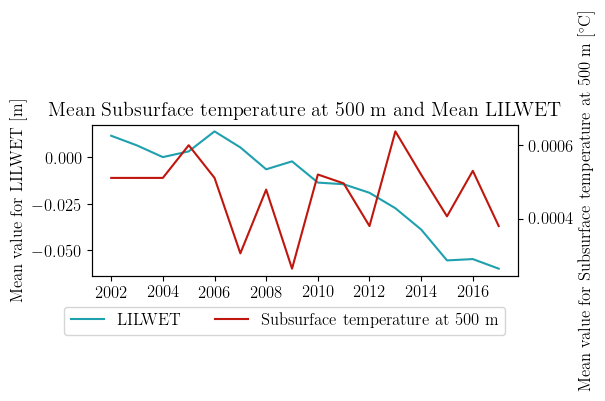 Mean Subsurface temperature at 500 m and Mean LILWET
Mean value for LILWET [m]
0.000
−0.025
−0.050
0.0006
0.0004
Mean value for Subsurface temperature at 500 m [°C]
2002 2004 2006 2008 2010 2012 2014 2016
LILWET Subsurface temperature at 500 m